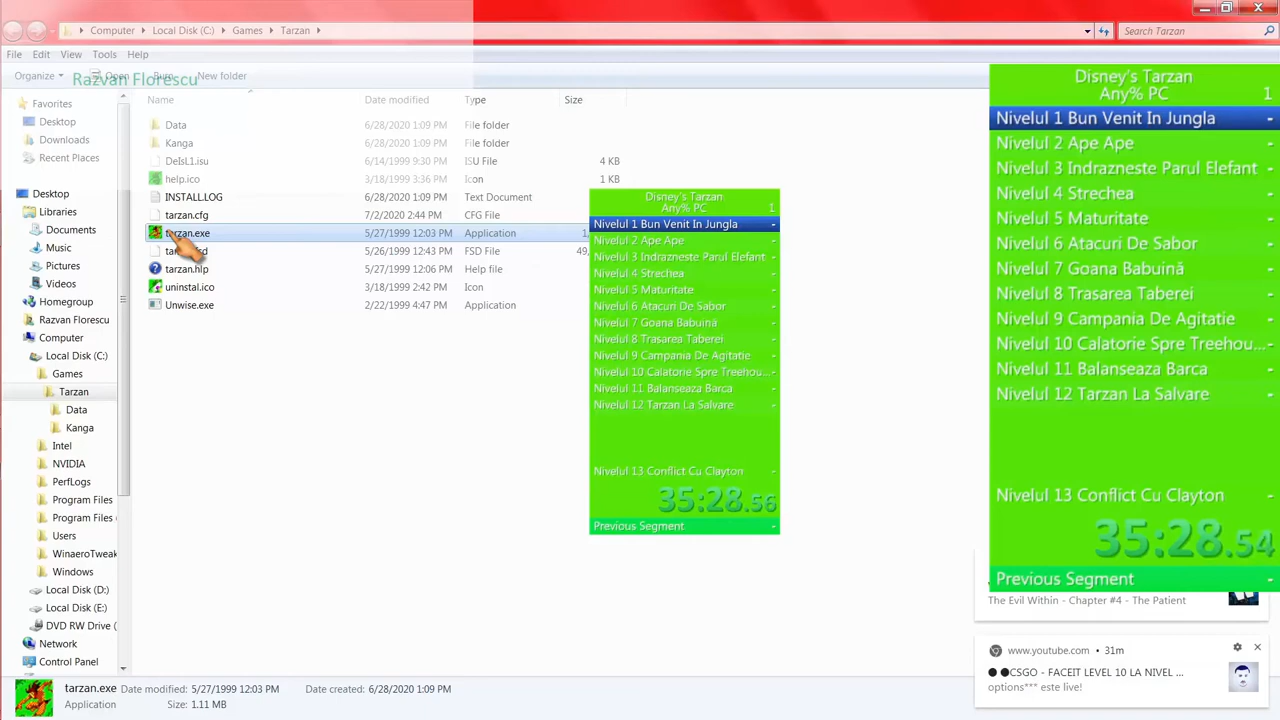 Computer
Local Disk (C:)
Games
Tarzan
Search Tarzan
File
Edit
View
Tools
Help
Organize
Open
Burn
New folder
Razvan Florescu
Name
Date modified
Type
Size
Favorites
Desktop
Downloads
Recent Places
Desktop
Libraries
Documents
Music
Pictures
Videos
Homegroup
Razvan Florescu
Computer
Local Disk (C:)
Games
Tarzan
Data
Kanga
Intel
NVIDIA
PerfLogs
Program Files
Program Files
Users
WinaeroTweak
Windows
Local Disk (D:)
Local Disk (E:)
DVD RW Drive (
Network
Control Panel
Data 6/28/2020 1:09 PM File folder
Kanga 6/28/2020 1:09 PM File folder
DeIsL1.isu 6/14/1999 9:30 PM ISU File 4 KB
help.ico 3/18/1999 3:36 PM Icon 1 KB
INSTALL.LOG 6/28/2020 1:09 PM Text Document
tarzan.cfg 7/2/2020 2:44 PM CFG File
tarzan.exe 5/27/1999 12:03 PM Application 1,
5/26/1999 12:43 PM FSD File 49,
tarzan.hlp 5/27/1999 12:06 PM Help file
uninstal.ico 3/18/1999 2:42 PM Icon
Unwise.exe 2/22/1999 4:47 PM Application
Disney's Tarzan
Any% PC 1
Nivelul 1 Bun Venit In Jungla -
Nivelul 2 Ape Ape -
Nivelul 3 Indrazneste Parul Elefant -
Nivelul 4 Strechea -
Nivelul 5 Maturitate -
Nivelul 6 Atacuri De Sabor -
Nivelul 7 Goana Babuină -
Nivelul 8 Trasarea Taberei -
Nivelul 9 Campania De Agitatie -
Nivelul 10 Calatorie Spre Treehou... -
Nivelul 11 Balanseaza Barca -
Nivelul 12 Tarzan La Salvare -
Nivelul 13 Conflict Cu Clayton -
35:28.56
Previous Segment -
Disney's Tarzan
Any% PC 1
Nivelul 1 Bun Venit In Jungla -
Nivelul 2 Ape Ape -
Nivelul 3 Indrazneste Parul Elefant -
Nivelul 4 Strechea -
Nivelul 5 Maturitate -
Nivelul 6 Atacuri De Sabor -
Nivelul 7 Goana Babuină -
Nivelul 8 Trasarea Taberei -
Nivelul 9 Campania De Agitatie -
Nivelul 10 Calatorie Spre Treehou... -
Nivelul 11 Balanseaza Barca -
Nivelul 12 Tarzan La Salvare -
Nivelul 13 Conflict Cu Clayton -
35:28.54
Previous Segment -
The Evil Within - Chapter #4 - The Patient
www.youtube.com • 31m
●●CSGO - FACEIT LEVEL 10 LA NIVEL ...
options*** este live!
tarzan.exe Date modified: 5/27/1999 12:03 PM Date created: 6/28/2020 1:09 PM
Application Size: 1.11 MB